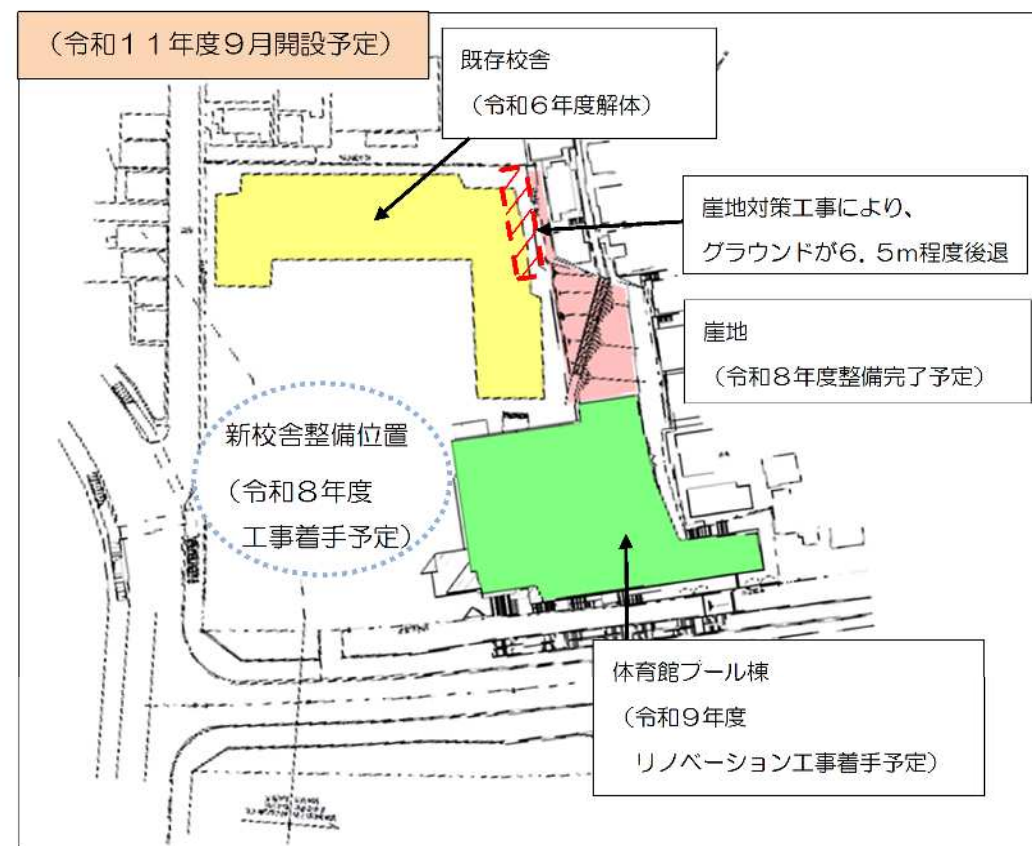 （令和１１年度９月開設予定）
既存校舎
（令和６年度解体）
崖地対策工事により、
グラウンドが６．５ｍ程度後退
崖地
（令和８年度整備完了予定）
新校舎整備位置
（令和８年度
工事着手予定）
体育館プール棟
（令和９年度
リノベーション工事着手予定）